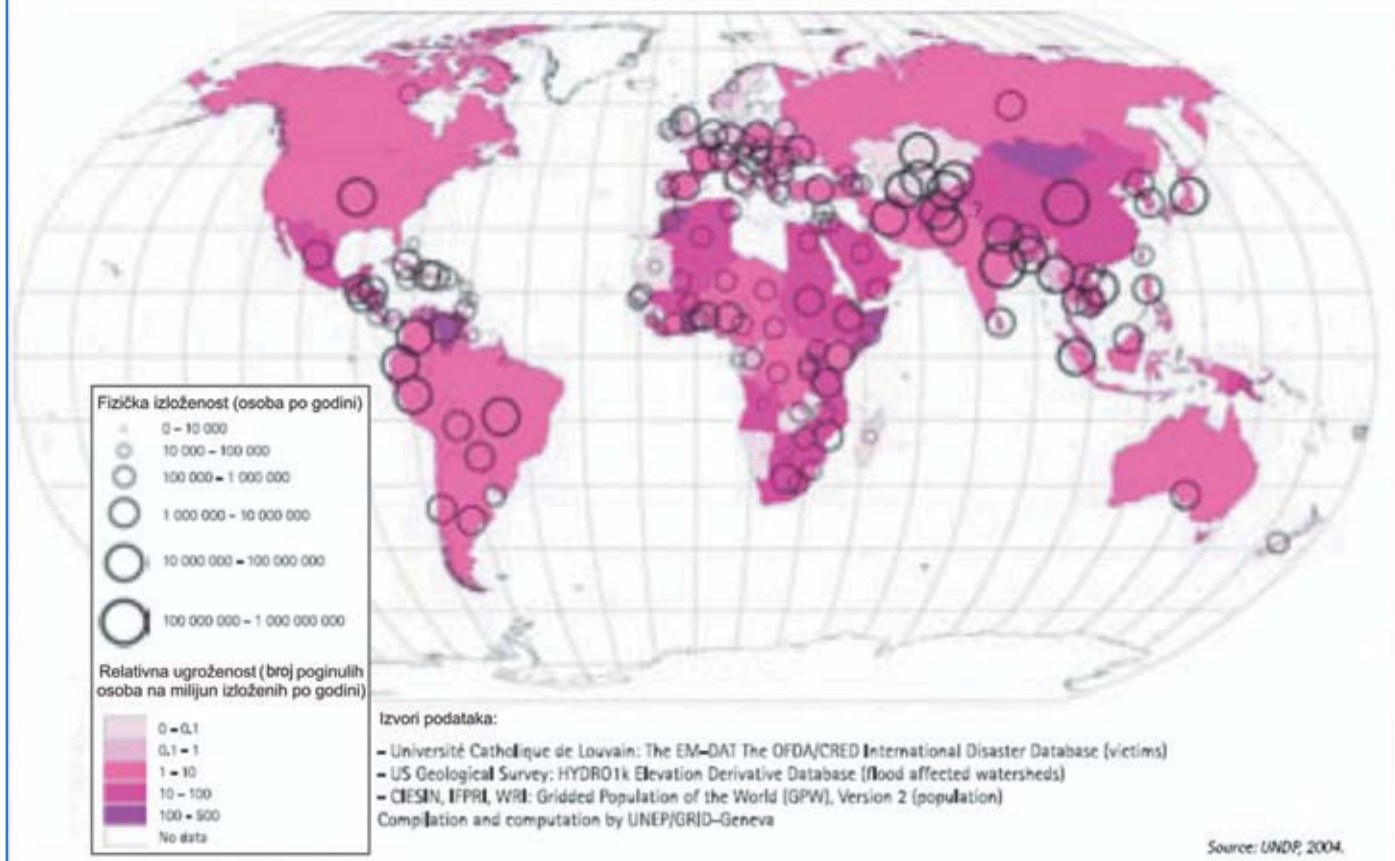 Fizička izloženost (osoba po godini)
0 – 10 000
10 000 – 100 000
100 000 – 1 000 000
1 000 000 – 10 000 000
10 000 000 – 100 000 000
100 000 000 – 1 000 000 000
Relativna ugroženost (broj poginulih
osoba na milijun izloženih po godini)
0 – 0,1
0,1 – 1
1 – 10
10 – 100
100 – 500
No data
Izvori podataka:
– Université Catholique de Louvain: The EM–DAT The OFDA/CRED International Disaster Database (victims)
– US Geological Survey: HYDRO1k Elevation Derivative Database (flood affected watersheds)
– CIESIN, IFPRI, WRI: Gridded Population of the World (GPW), Version 2 (population)
Compilation and computation by UNEP/GRID–Geneva
Source: UNDP, 2004.